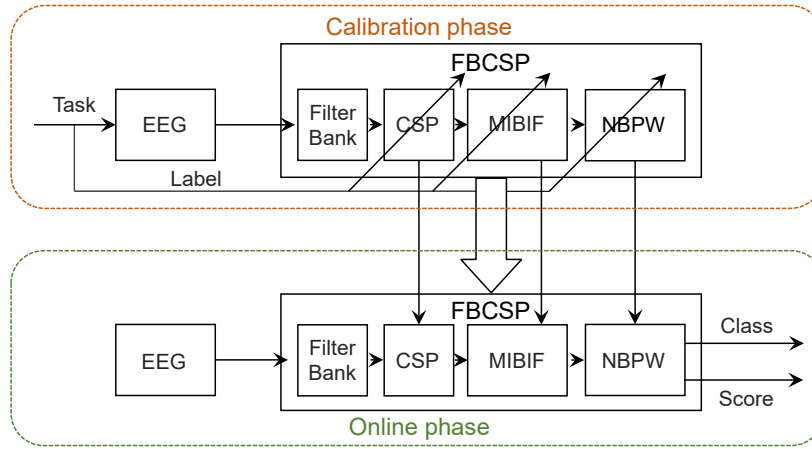 Calibration phase
FBCSP
Task
EEG
Filter
Bank
CSP
MIBIF
NBPW
Label
FBCSP
EEG
Filter
Bank
CSP
MIBIF
NBPW
Class
Score
Online phase